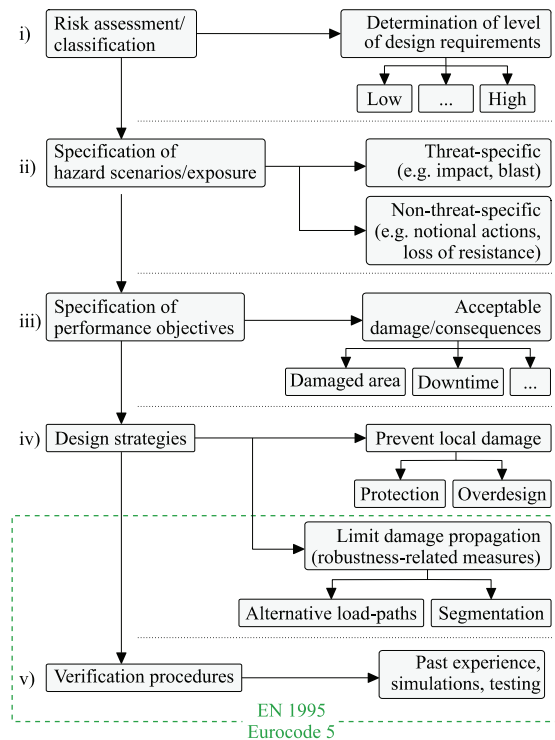 i)
Risk assessment/
classification
Determination of level
of design requirements
Low
...
High
ii)
Specification of
hazard scenarios/exposure
Threat-specific
(e.g. impact, blast)
Non-threat-specific
(e.g. notional actions,
loss of resistance)
iii)
Specification of
performance objectives
Acceptable
damage/consequences
Damaged area
Downtime
...
iv)
Design strategies
Prevent local damage
Protection
Overdesign
Limit damage propagation
(robustness-related measures)
Alternative load-paths
Segmentation
v)
Verification procedures
Past experience,
simulations, testing
EN 1995
Eurocode 5